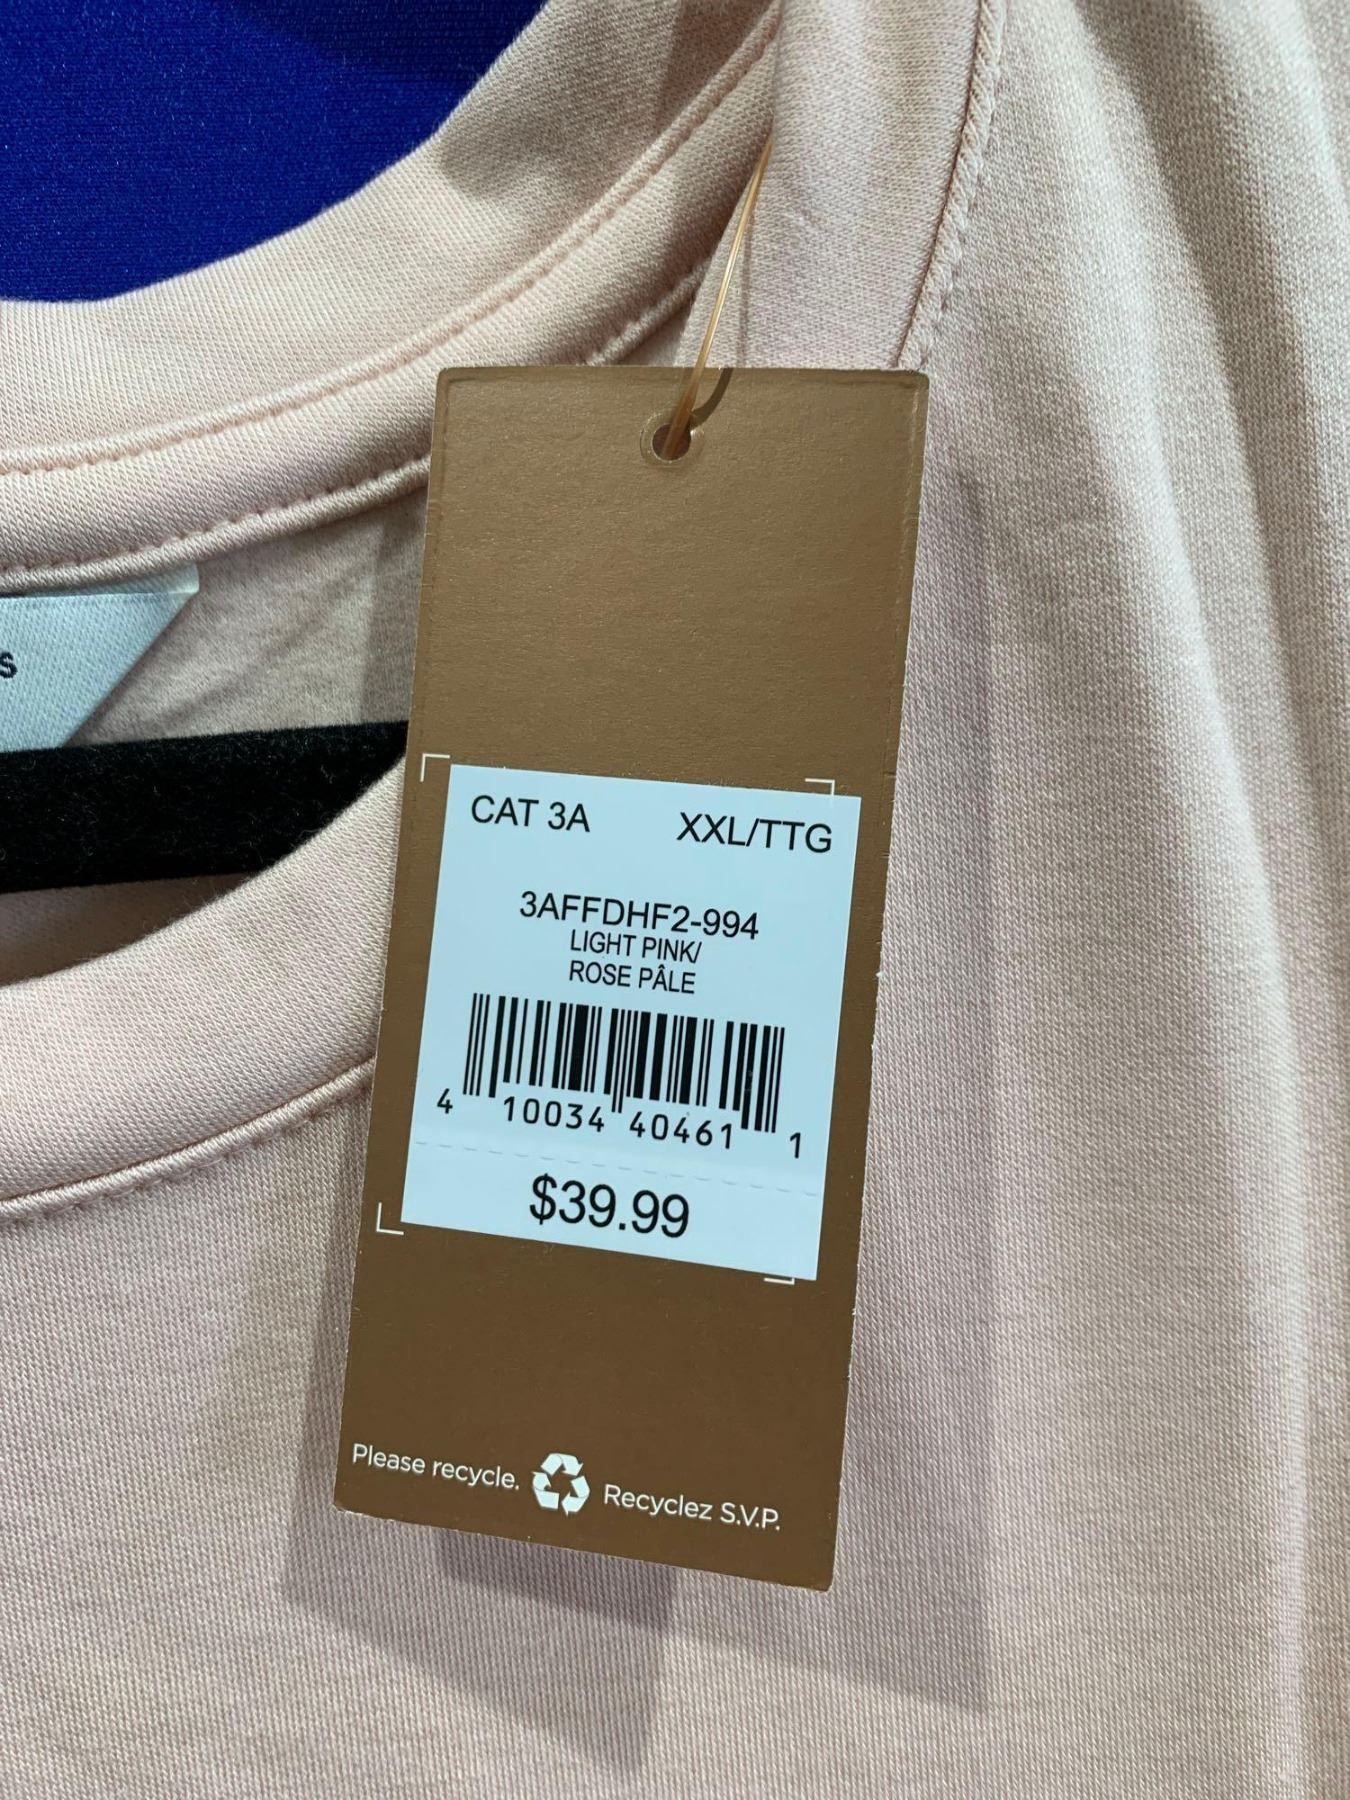 s
CAT 3A XXL/TTG
3AFFDHF2-994
LIGHT PINK/
ROSE PÂLE
4 10034 40461 1
$39.99
Please recycle. Recyclez S.V.P.